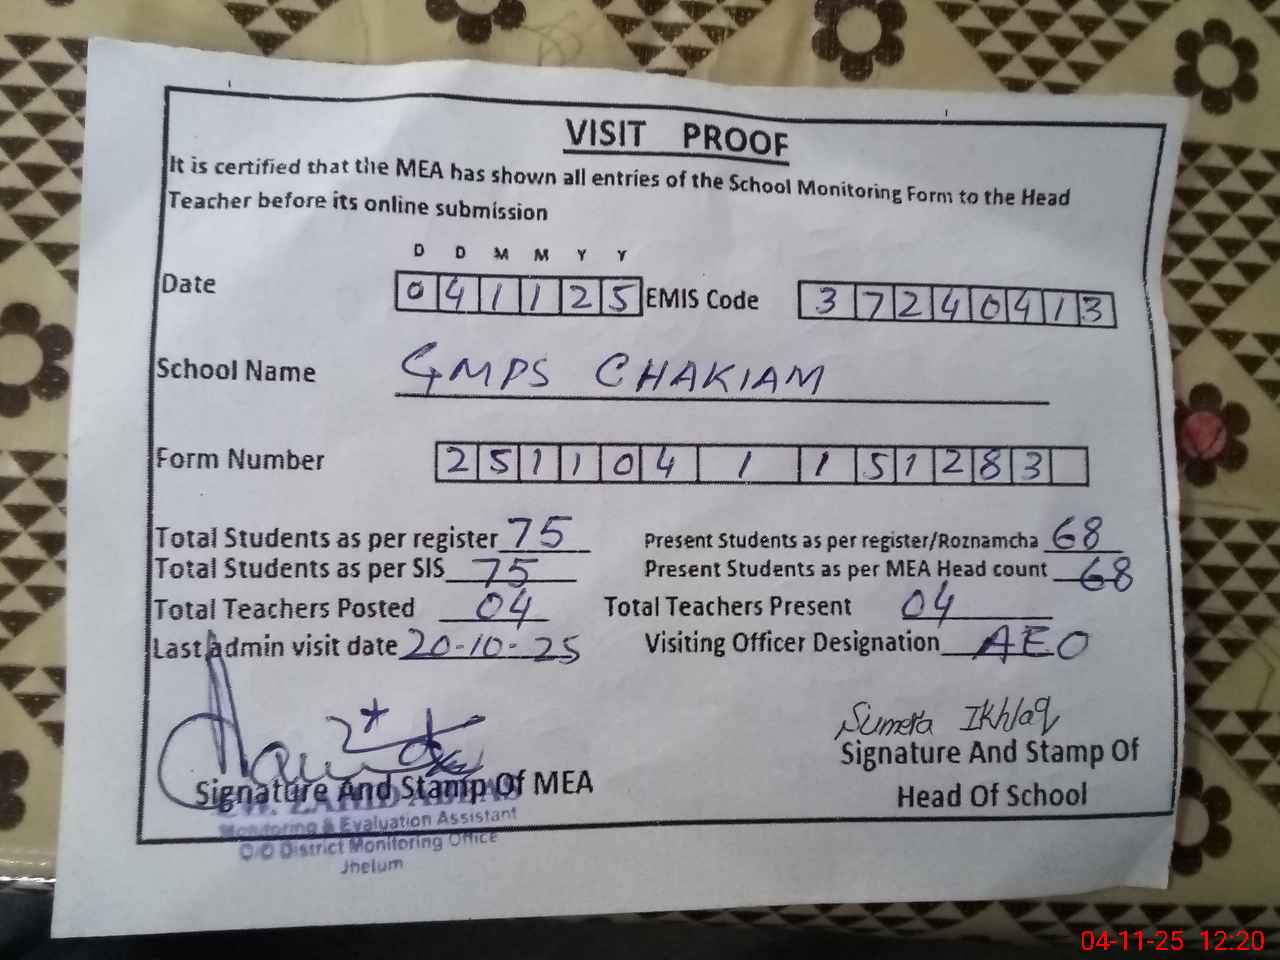 VISIT PROOF
It is certified that the MEA has shown all entries of the School Monitoring Form to the Head
Teacher before its online submission
D D M M Y Y
Date 0 4 1 1 2 5 EMIS Code 3 7 2 4 0 4 1 3
School Name GMPS CHAKIAM
Form Number 2 5 1 1 0 4 1 1 5 1 2 8 3
Total Students as per register 75 Present Students as per register/Roznamcha 68
Total Students as per SIS 75 Present Students as per MEA Head count 68
Total Teachers Posted 04 Total Teachers Present 04
Last admin visit date 20-10-25 Visiting Officer Designation AEO
Sumera Ikhlaq
Signature And Stamp Of MEA
Signature And Stamp Of
Head Of School
Monitoring & Evaluation Assistant
O/O District Monitoring Office
Jhelum
04-11-25 12:20